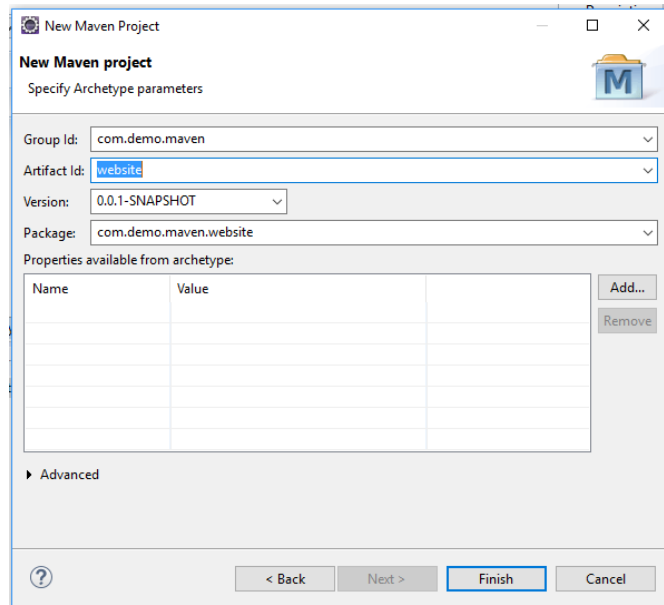 New Maven Project
New Maven project
Specify Archetype parameters
M
Group Id: com.demo.maven
Artifact Id: website
Version: 0.0.1-SNAPSHOT
Package: com.demo.maven.website
Properties available from archetype:
Name Value
Add...
Remove
Advanced
? < Back Next > Finish Cancel